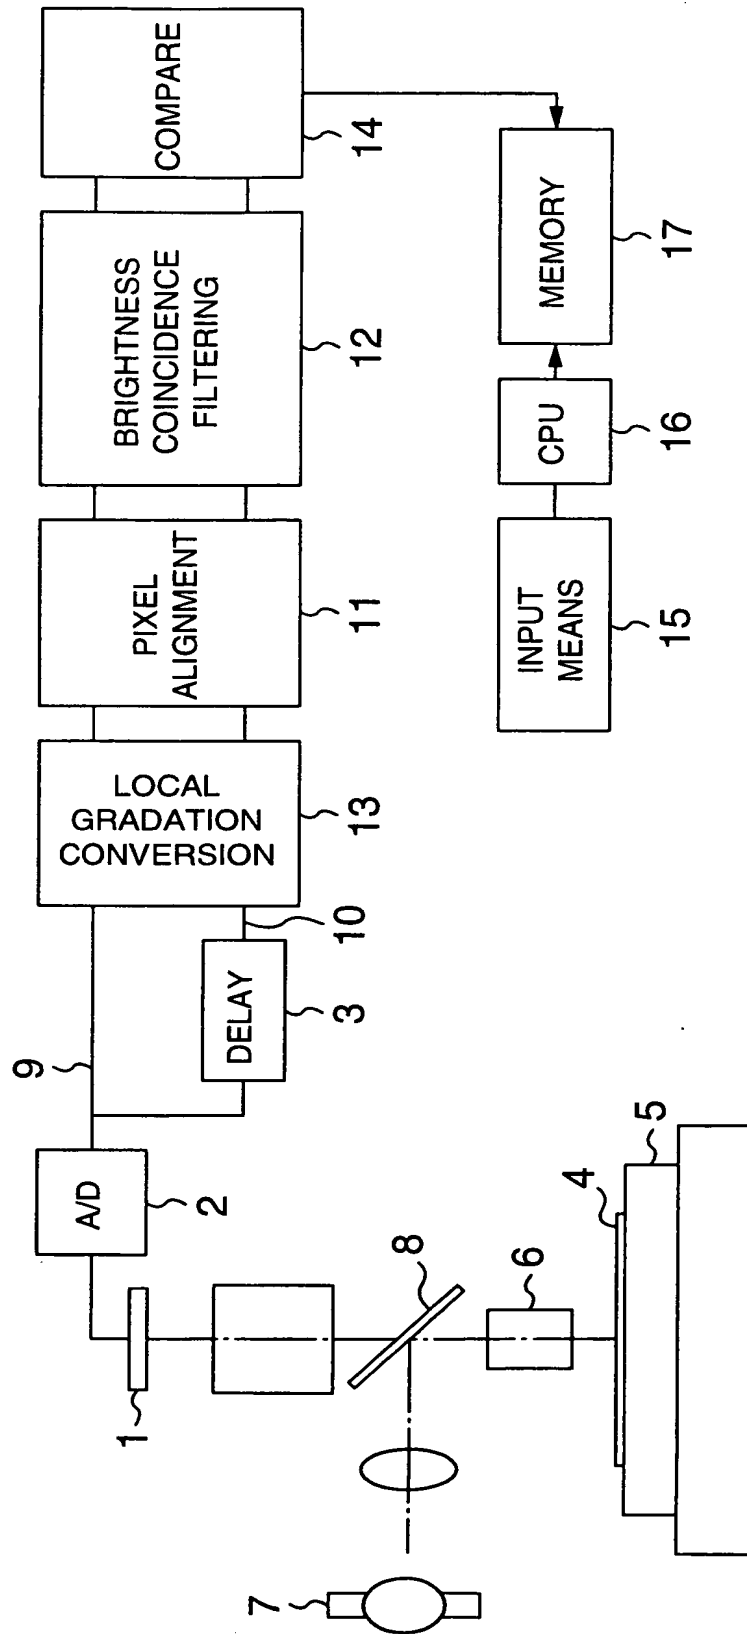 COMPARE
14
BRIGHTNESS
COINCIDENCE
FILTERING
12
PIXEL
ALIGNMENT
11
LOCAL
GRADATION
CONVERSION
13
10
DELAY
3
9
A/D
2
1
7
8
6
4
5
MEMORY
17
CPU
16
INPUT
MEANS
15